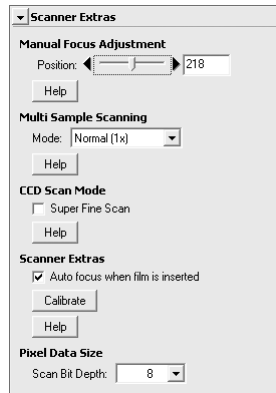 Scanner Extras
Manual Focus Adjustment
Position: 218
Help
Multi Sample Scanning
Mode: Normal (1x)
Help
CCD Scan Mode
Super Fine Scan
Help
Scanner Extras
Auto focus when film is inserted
Calibrate
Help
Pixel Data Size
Scan Bit Depth: 8